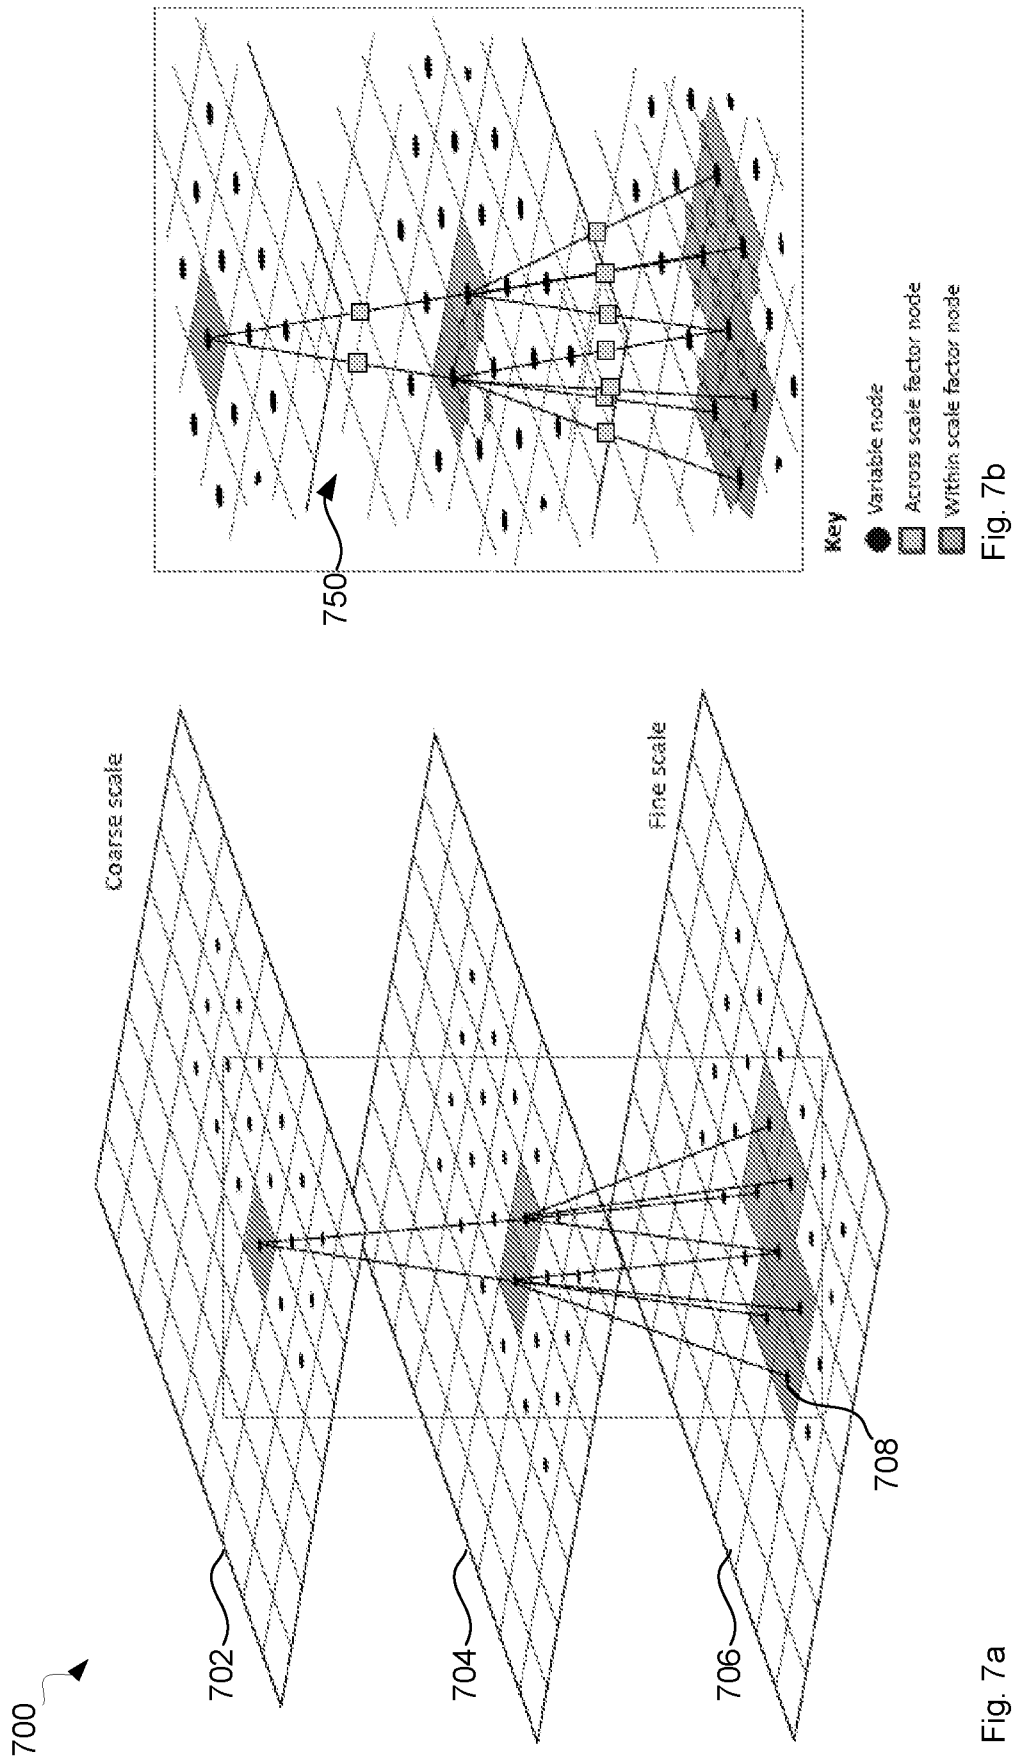 700
702
704
706
708
Coarse scale
Fine scale
Fig. 7a
750
Key
Variable node
Across scale factor node
Within scale factor node
Fig. 7b